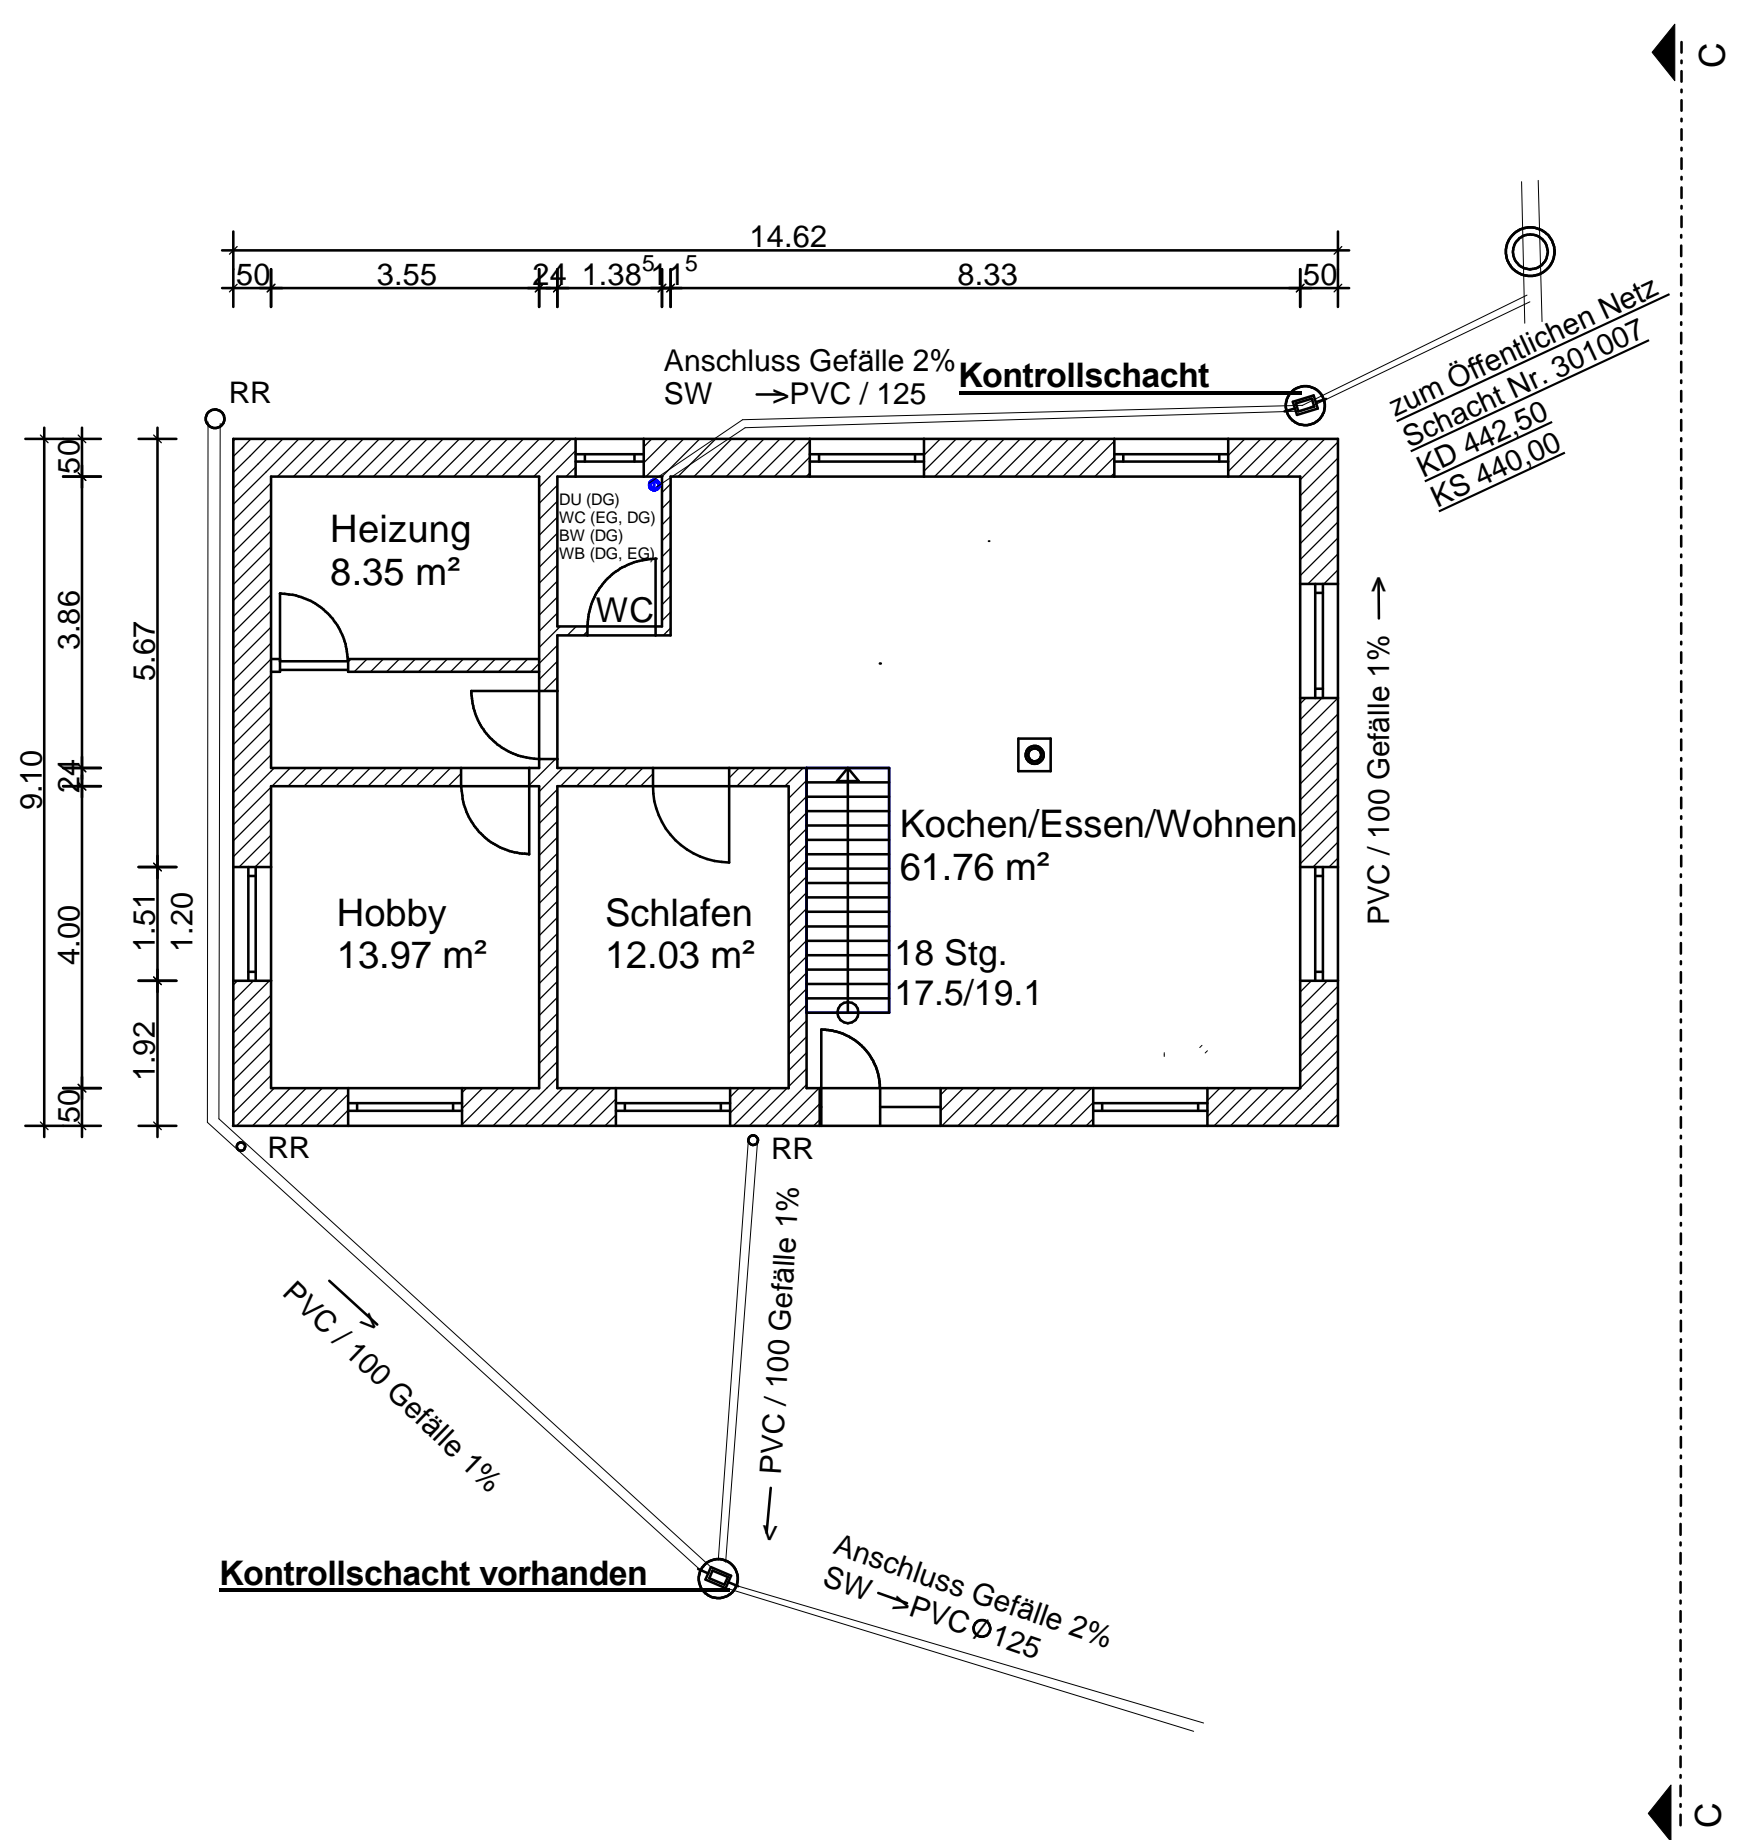 C
14.62
50
3.55
24
1.38⁵
11⁵
8.33
50
zum Öffentlichen Netz
Schacht Nr. 301007
KD 442,50
KS 440,00
Anschluss Gefälle 2%
SW →PVC / 125
Kontrollschacht
RR
50
3.86
24
4.00
50
9.10
5.67
1.51
1.20
1.92
Heizung
8.35 m²
DU (DG)
WC (EG, DG)
BW (DG)
WB (DG, EG)
WC
PVC / 100 Gefälle 1% →
Kochen/Essen/Wohnen
61.76 m²
Hobby
13.97 m²
Schlafen
12.03 m²
18 Stg.
17.5/19.1
RR
RR
→
PVC / 100 Gefälle 1%
← PVC / 100 Gefälle 1%
Kontrollschacht vorhanden
Anschluss Gefälle 2%
SW →PVC⌀125
C